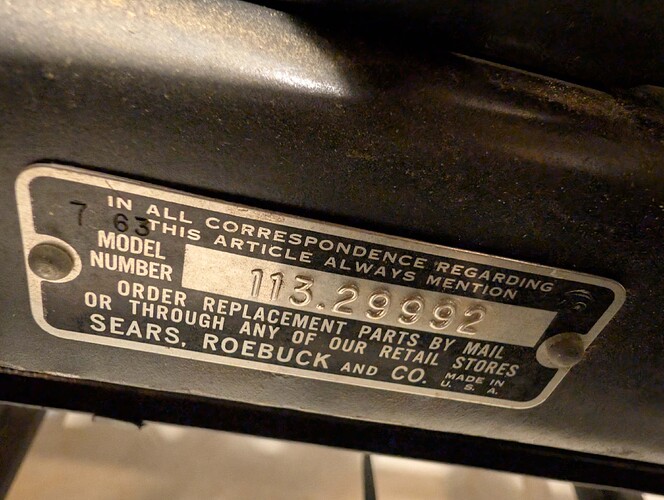 7 63
IN ALL CORRESPONDENCE REGARDING
THIS ARTICLE ALWAYS MENTION
MODEL
NUMBER
113.29992
ORDER REPLACEMENT PARTS BY MAIL
OR THROUGH ANY OF OUR RETAIL STORES
SEARS, ROEBUCK AND CO.
MADE IN
U. S. A.